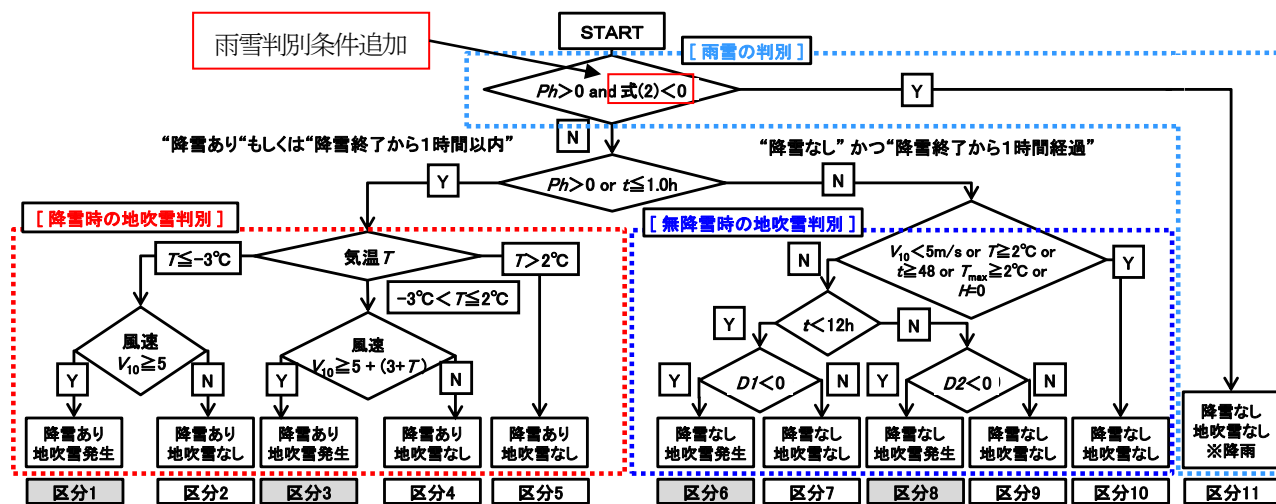 START
雨雪判別条件追加
[ 雨雪の判別 ]
Ph＞0 and 式(2)＜0
Y
N
“降雪あり“もしくは“降雪終了から1時間以内”
“降雪なし” かつ“降雪終了から1時間経過”
Ph＞0 or t≦1.0h
Y
N
[ 降雪時の地吹雪判別 ]
[ 無降雪時の地吹雪判別 ]
気温T
T≦-3℃
T＞2℃
-3℃＜T≦2℃
V10＜5m/s or T≧2℃ or
t≧48 or Tmax≧2℃ or
H=0
N
Y
t＜12h
Y
N
風速
V10≧5
Y
N
風速
V10≧5 + (3+T)
Y
N
D1＜0
Y
N
D2＜0
Y
N
降雪あり
地吹雪発生
降雪あり
地吹雪なし
降雪あり
地吹雪発生
降雪あり
地吹雪なし
降雪あり
地吹雪なし
降雪なし
地吹雪発生
降雪なし
地吹雪なし
降雪なし
地吹雪発生
降雪なし
地吹雪なし
降雪なし
地吹雪なし
降雪なし
地吹雪なし
※降雨
区分1
区分2
区分3
区分4
区分5
区分6
区分7
区分8
区分9
区分10
区分11